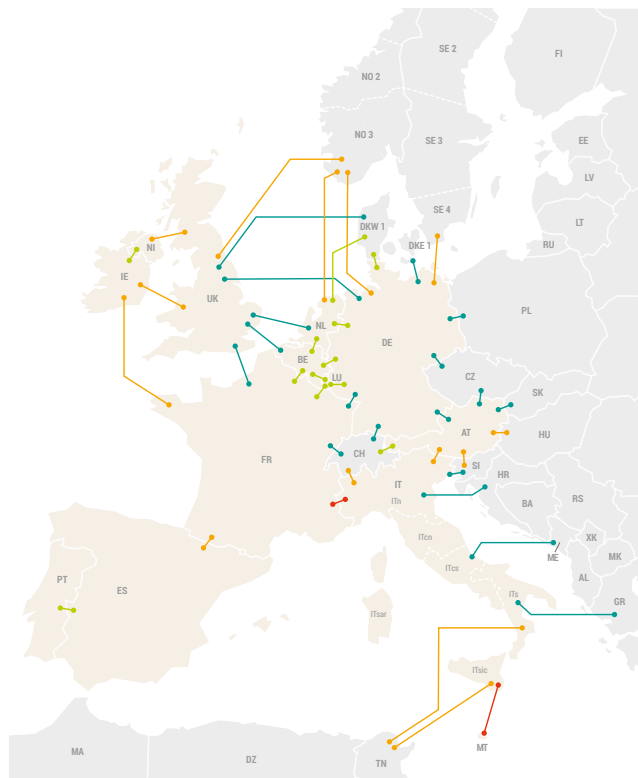 SE 2
FI
NO 2
NO 3
SE 3
EE
LV
SE 4
LT
DKW 1
DKE 1
RU
NI
IE
UK
PL
NL
DE
BE
LU
CZ
SK
AT
HU
FR
CH
SI
HR
IT
ITn
BA
RS
ITcn
XK
ME
MK
ITcs
AL
PT
ES
ITs
GR
ITsar
ITsic
MT
MA
DZ
TN